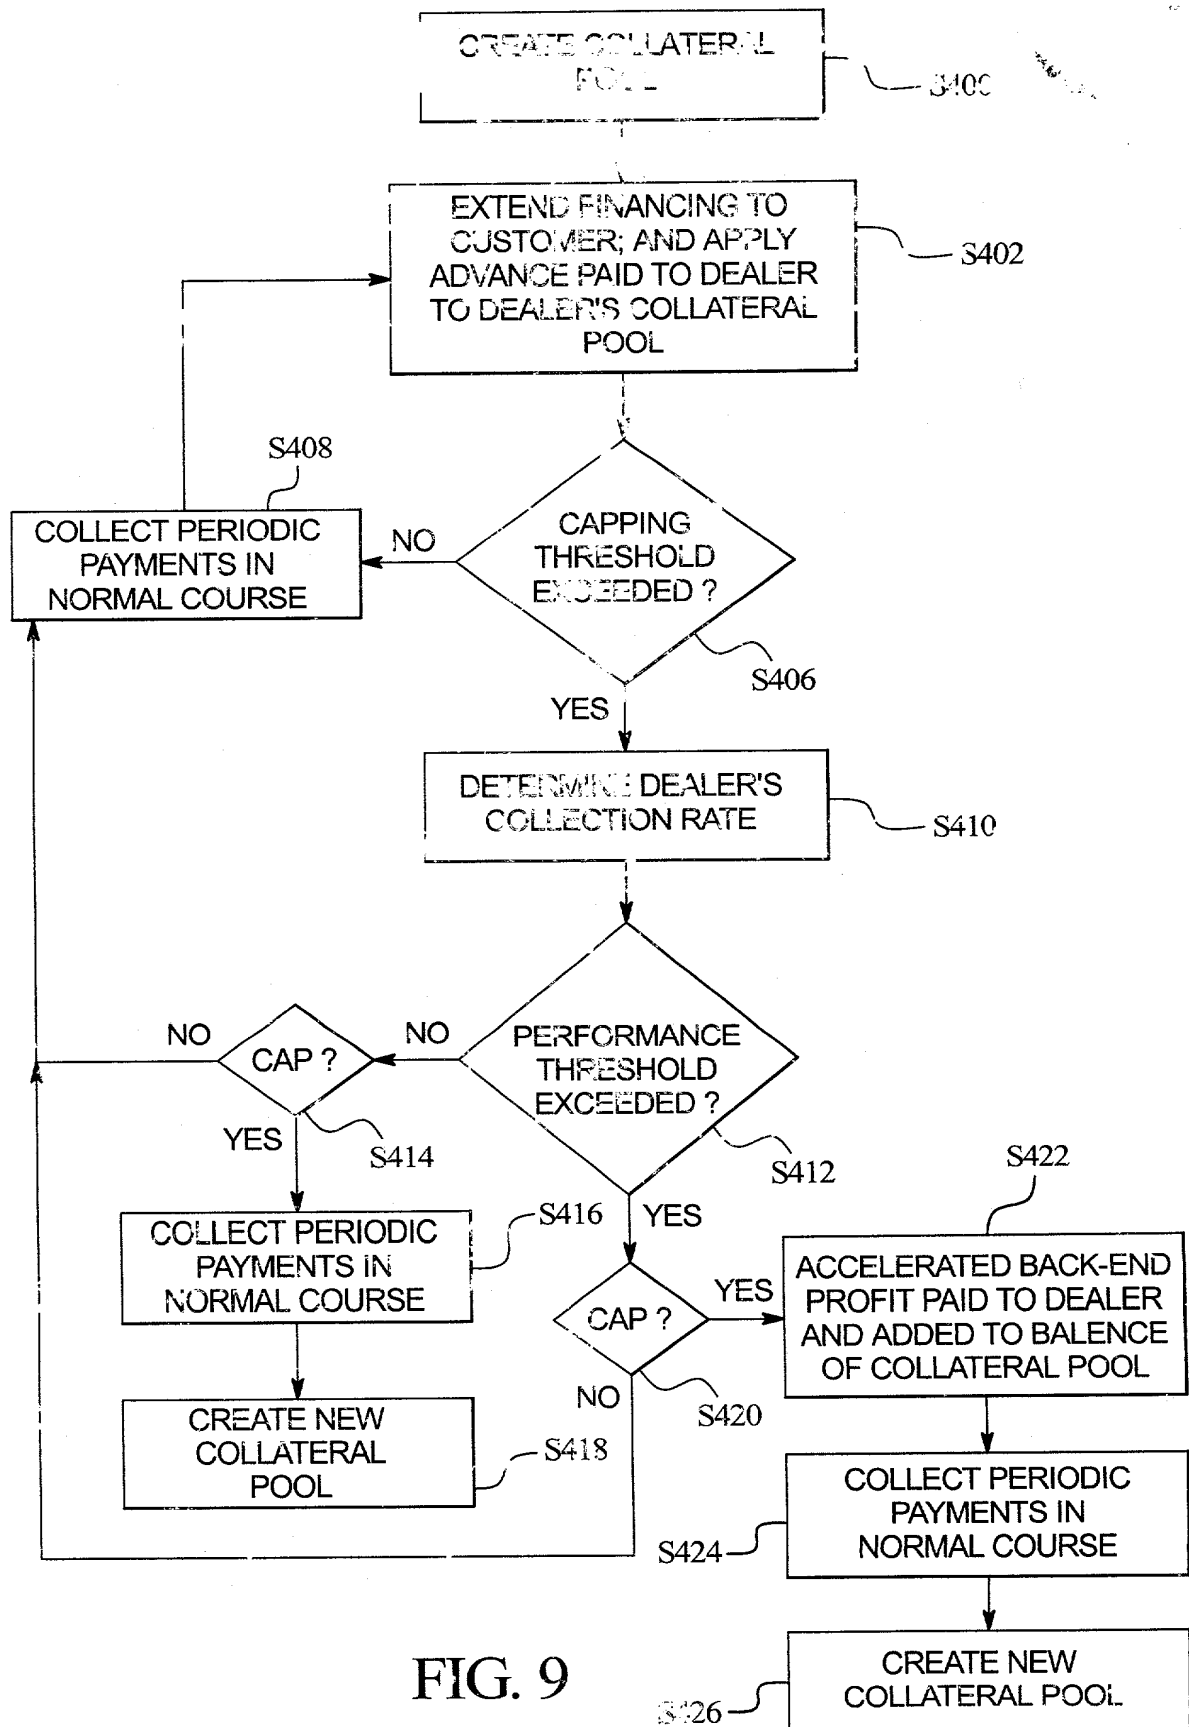 CREATE COLLATERAL
POOL
S400
EXTEND FINANCING TO
CUSTOMER; AND APPLY
ADVANCE PAID TO DEALER
TO DEALER'S COLLATERAL
POOL
S402
S408
COLLECT PERIODIC
PAYMENTS IN
NORMAL COURSE
NO
CAPPING
THRESHOLD
EXCEEDED ?
S406
YES
DETERMINE DEALER'S
COLLECTION RATE
S410
NO
CAP ?
NO
PERFORMANCE
THRESHOLD
EXCEEDED ?
YES
S414
S412
S422
COLLECT PERIODIC
PAYMENTS IN
NORMAL COURSE
S416
YES
CAP ?
YES
ACCELERATED BACK-END
PROFIT PAID TO DEALER
AND ADDED TO BALENCE
OF COLLATERAL POOL
NO
S420
CREATE NEW
COLLATERAL
POOL
S418
COLLECT PERIODIC
PAYMENTS IN
NORMAL COURSE
S424
CREATE NEW
COLLATERAL POOL
S426
FIG. 9